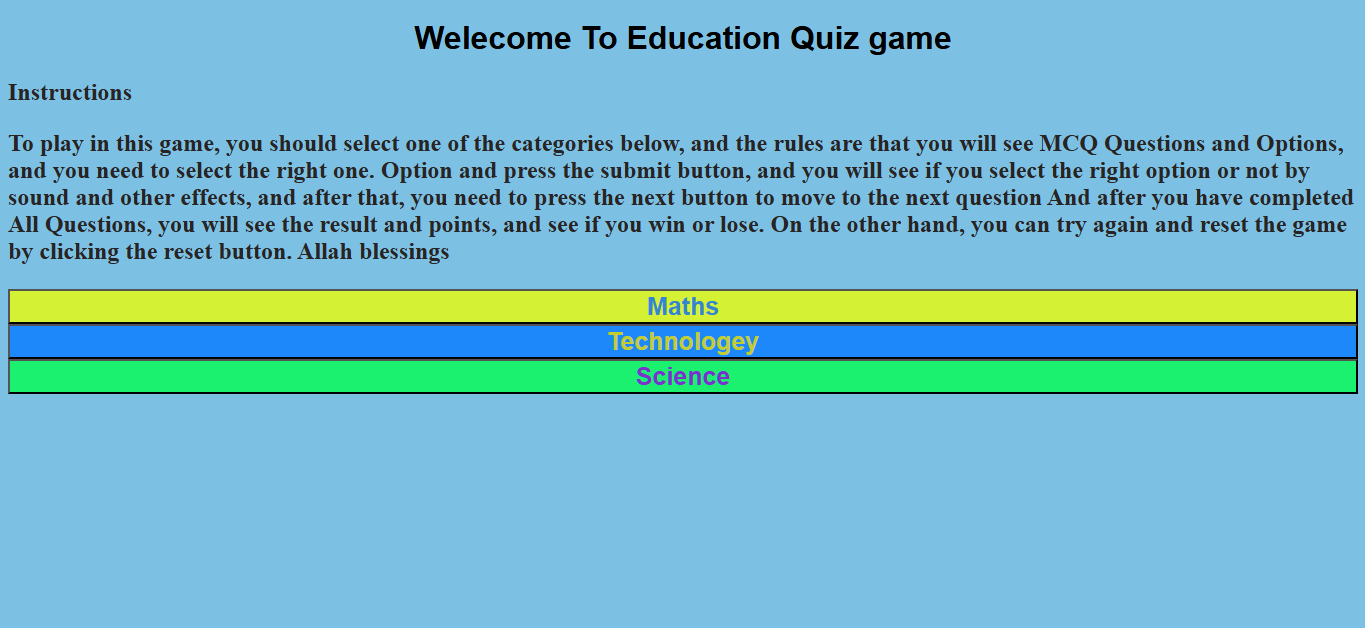 Welecome To Education Quiz game
Instructions
To play in this game, you should select one of the categories below, and the rules are that you will see MCQ Questions and Options,
and you need to select the right one. Option and press the submit button, and you will see if you select the right option or not by
sound and other effects, and after that, you need to press the next button to move to the next question And after you have completed
All Questions, you will see the result and points, and see if you win or lose. On the other hand, you can try again and reset the game
by clicking the reset button. Allah blessings
Maths
Technologey
Science